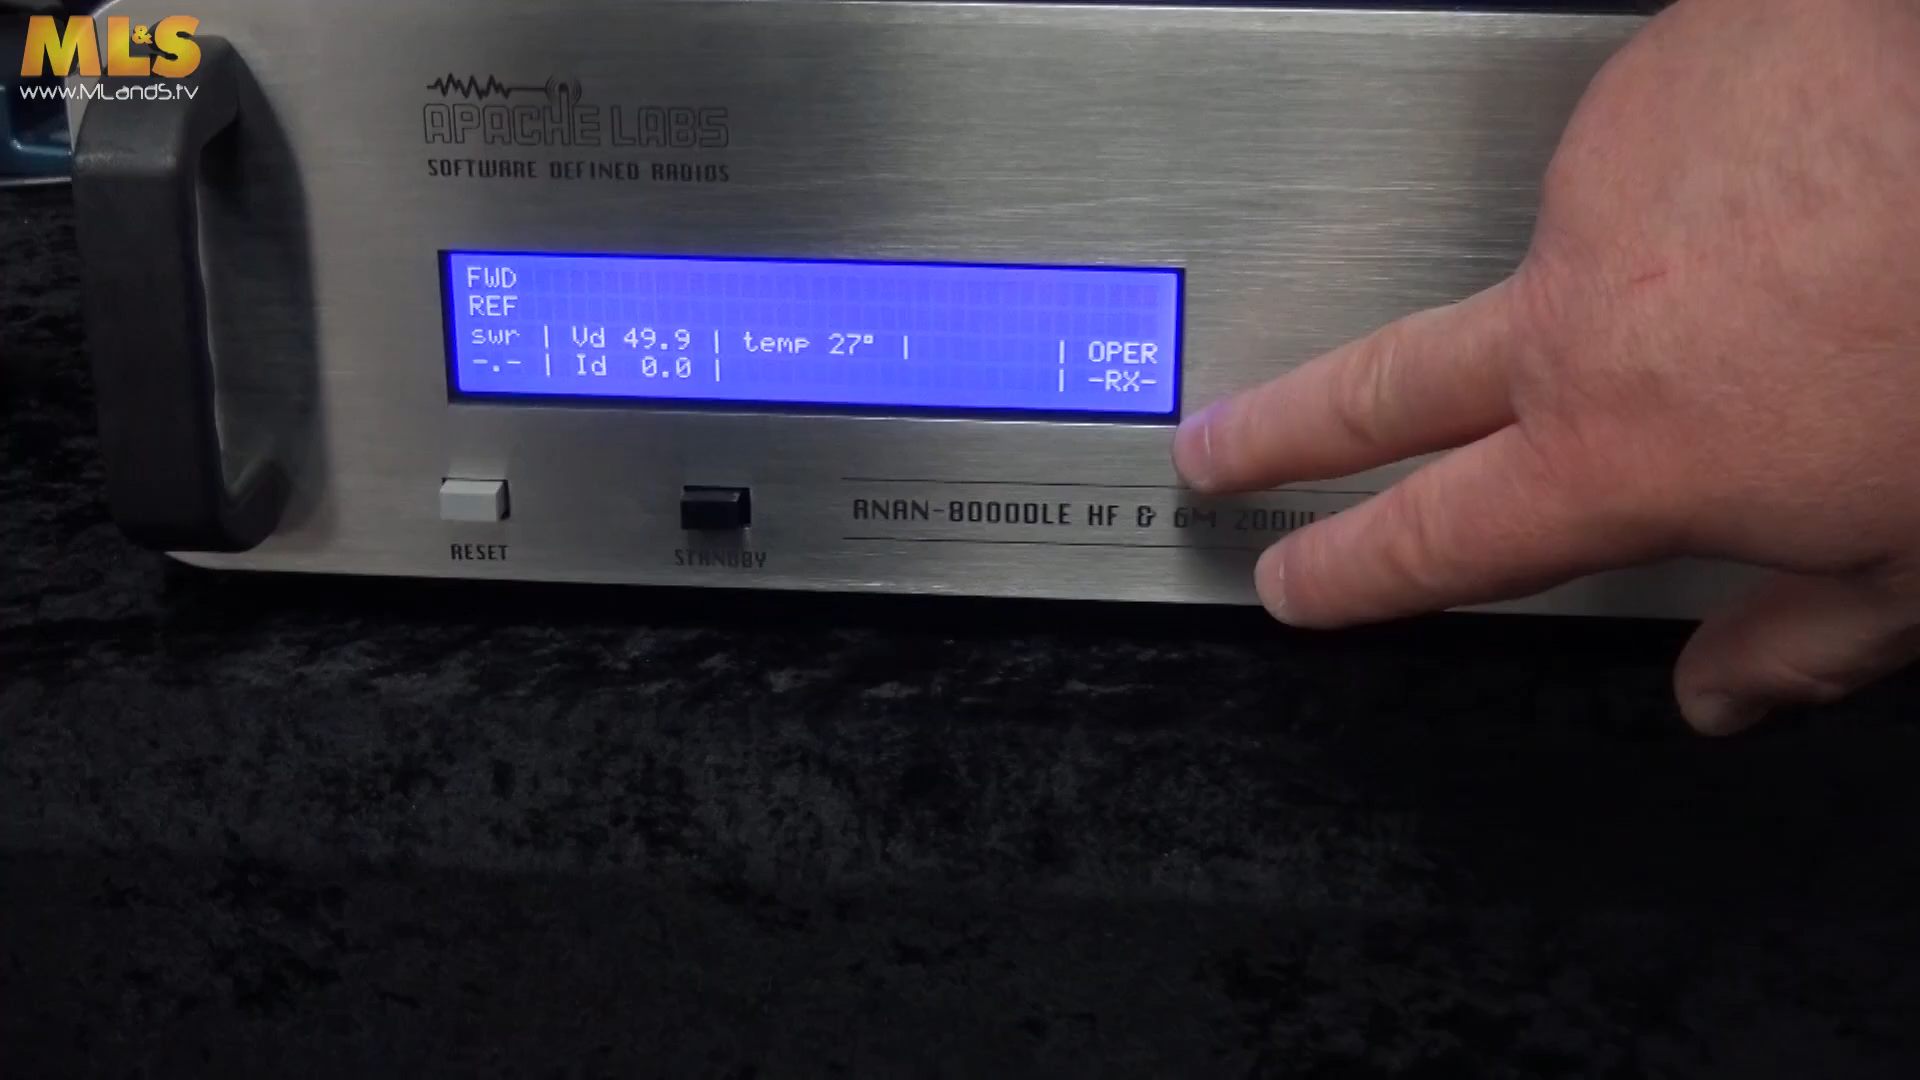 ML&S
www.MLandS.tv
APACHE LABS
SOFTWARE DEFINED RADIOS
FWD
REF
swr | Vd 49.9 | temp 27° | | OPER
-.- | Id 0.0 | | -RX-
RESET
STANDBY
ANAN-8000DLE HF & 6M 200W